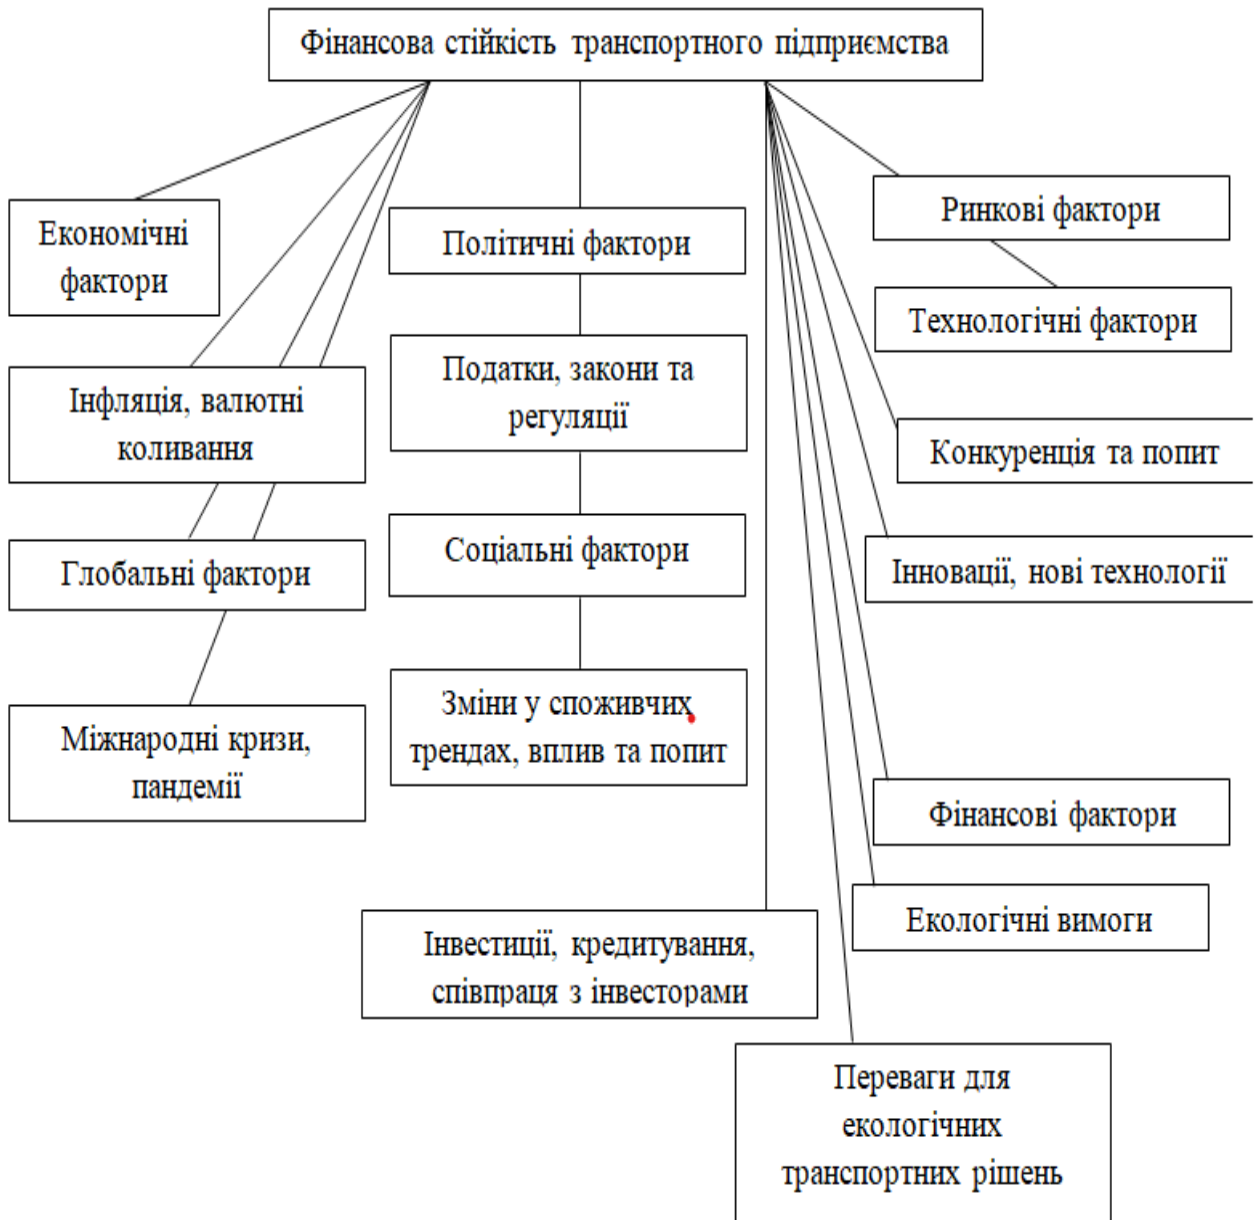 Фінансова стійкість транспортного підприємства
Економічні
фактори
Інфляція, валютні
коливання
Глобальні фактори
Міжнародні кризи,
пандемії
Політичні фактори
Податки, закони та
регуляції
Соціальні фактори
Зміни у споживчих
трендах, вплив та попит
Інвестиції, кредитування,
співпраця з інвесторами
Ринкові фактори
Технологічні фактори
Конкуренція та попит
Інновації, нові технології
Фінансові фактори
Екологічні вимоги
Переваги для
екологічних
транспортних рішень